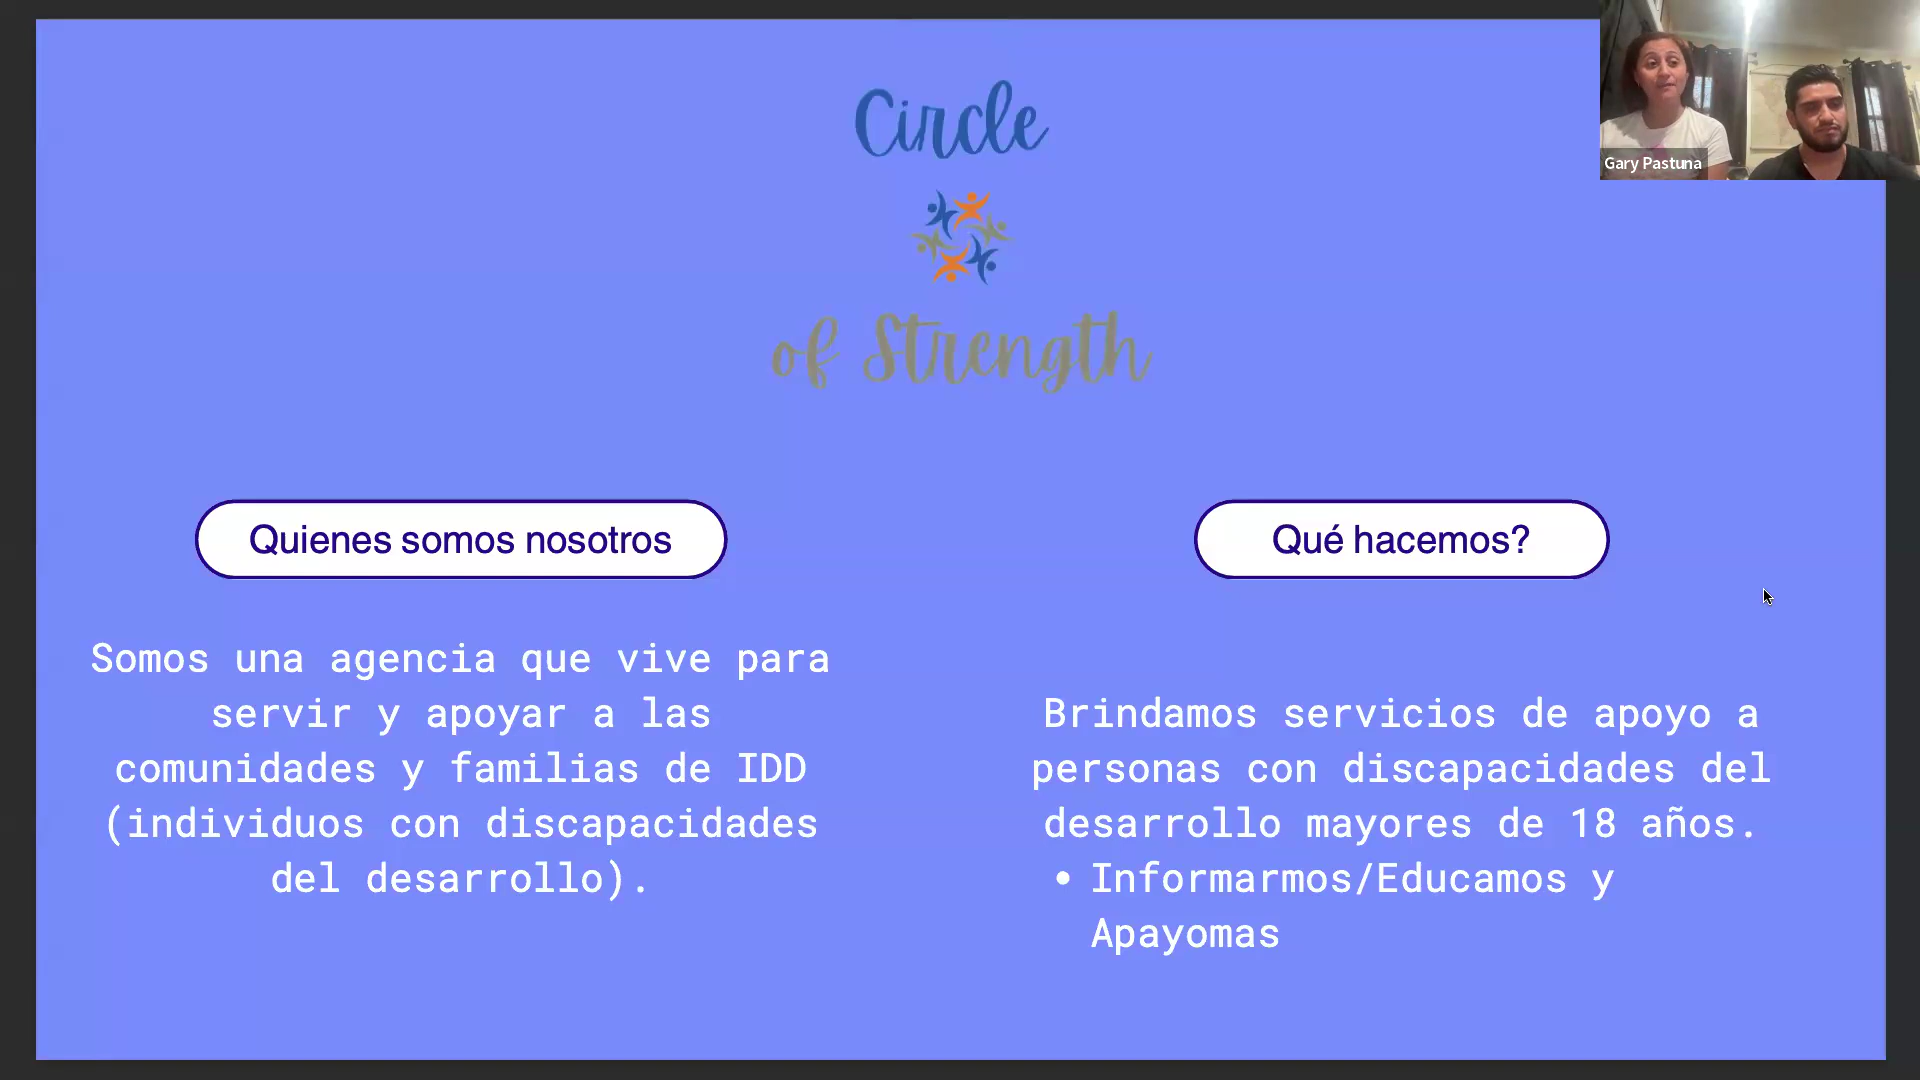 Circle
of Strength
Gary Pastuna
Quienes somos nosotros
Somos una agencia que vive para
servir y apoyar a las
comunidades y familias de IDD
(individuos con discapacidades
del desarrollo).
Qué hacemos?
Brindamos servicios de apoyo a
personas con discapacidades del
desarrollo mayores de 18 años.
• Informarmos/Educamos y
Apayomas